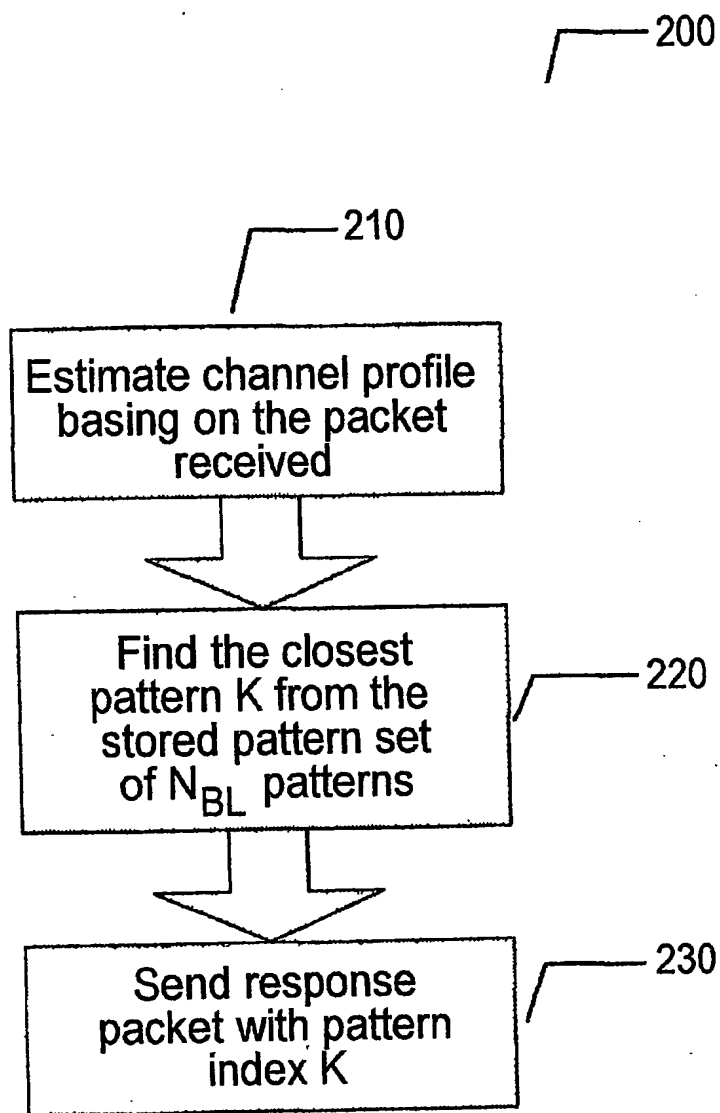 200
210
Estimate channel profile
basing on the packet
received
Find the closest
pattern K from the
stored pattern set
of NBL patterns
220
Send response
packet with pattern
index K
230